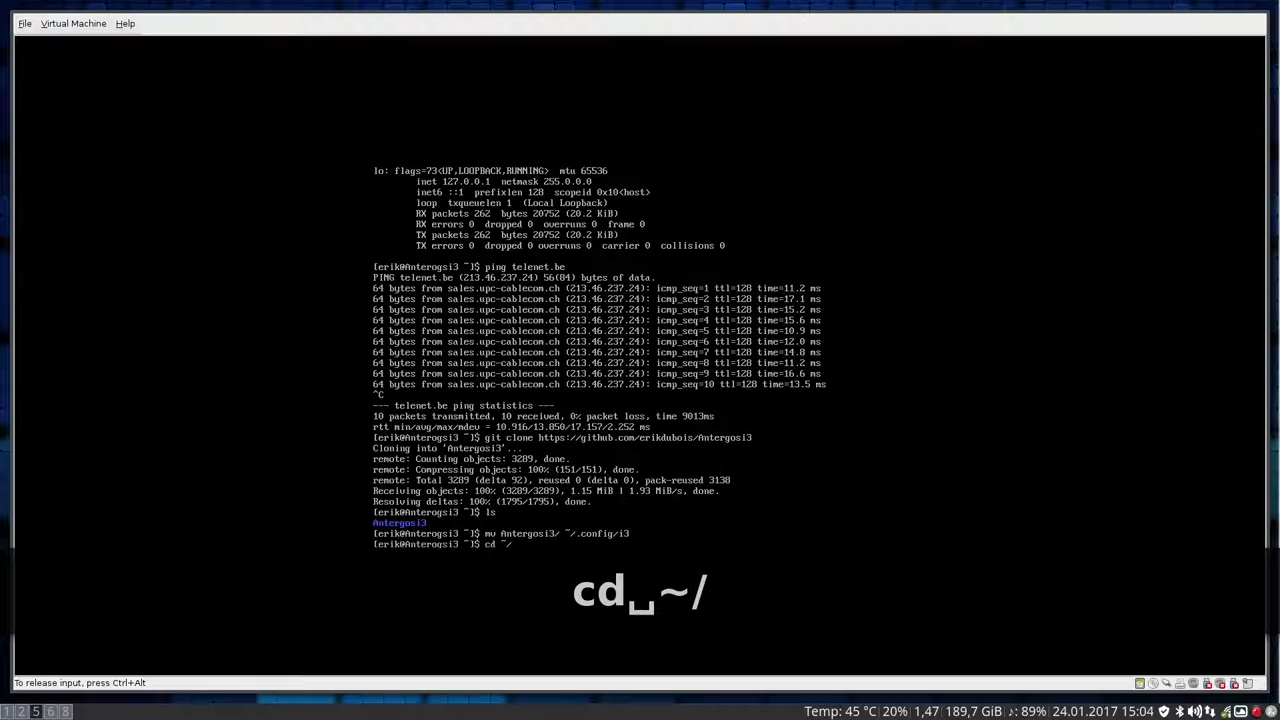 File Virtual Machine Help
lo: flags=73<UP,LOOPBACK,RUNNING> mtu 65536
inet 127.0.0.1 netmask 255.0.0.0
inet6 ::1 prefixlen 128 scopeid 0x10<host>
loop txqueuelen 1 (Local Loopback)
RX packets 262 bytes 20752 (20.2 KiB)
RX errors 0 dropped 0 overruns 0 frame 0
TX packets 262 bytes 20752 (20.2 KiB)
TX errors 0 dropped 0 overruns 0 carrier 0 collisions 0
[erik@Anterogsi3 ~]$ ping telenet.be
PING telenet.be (213.46.237.24) 56(84) bytes of data.
64 bytes from sales.upc-cablecom.ch (213.46.237.24): icmp_seq=1 ttl=128 time=11.2 ms
64 bytes from sales.upc-cablecom.ch (213.46.237.24): icmp_seq=2 ttl=128 time=17.1 ms
64 bytes from sales.upc-cablecom.ch (213.46.237.24): icmp_seq=3 ttl=128 time=15.2 ms
64 bytes from sales.upc-cablecom.ch (213.46.237.24): icmp_seq=4 ttl=128 time=15.6 ms
64 bytes from sales.upc-cablecom.ch (213.46.237.24): icmp_seq=5 ttl=128 time=10.9 ms
64 bytes from sales.upc-cablecom.ch (213.46.237.24): icmp_seq=6 ttl=128 time=12.0 ms
64 bytes from sales.upc-cablecom.ch (213.46.237.24): icmp_seq=7 ttl=128 time=14.8 ms
64 bytes from sales.upc-cablecom.ch (213.46.237.24): icmp_seq=8 ttl=128 time=11.2 ms
64 bytes from sales.upc-cablecom.ch (213.46.237.24): icmp_seq=9 ttl=128 time=16.6 ms
64 bytes from sales.upc-cablecom.ch (213.46.237.24): icmp_seq=10 ttl=128 time=13.5 ms
^C
--- telenet.be ping statistics ---
10 packets transmitted, 10 received, 0% packet loss, time 9013ms
rtt min/avg/max/mdev = 10.916/13.850/17.157/2.252 ms
[erik@Anterogsi3 ~]$ git clone https://github.com/erikdubois/Antergosi3
Cloning into 'Antergosi3'...
remote: Counting objects: 3289, done.
remote: Compressing objects: 100% (151/151), done.
remote: Total 3289 (delta 92), reused 0 (delta 0), pack-reused 3138
Receiving objects: 100% (3289/3289), 1.15 MiB | 1.93 MiB/s, done.
Resolving deltas: 100% (1795/1795), done.
[erik@Anterogsi3 ~]$ ls
Antergosi3
[erik@Anterogsi3 ~]$ mv Antergosi3/ ~/.config/i3
[erik@Anterogsi3 ~]$ cd ~/
cd␣~/
To release input, press Ctrl+Alt
1 2 5 6 8 Temp: 45 °C 20% 1,47 189,7 GiB ♪: 89% 24.01.2017 15:04